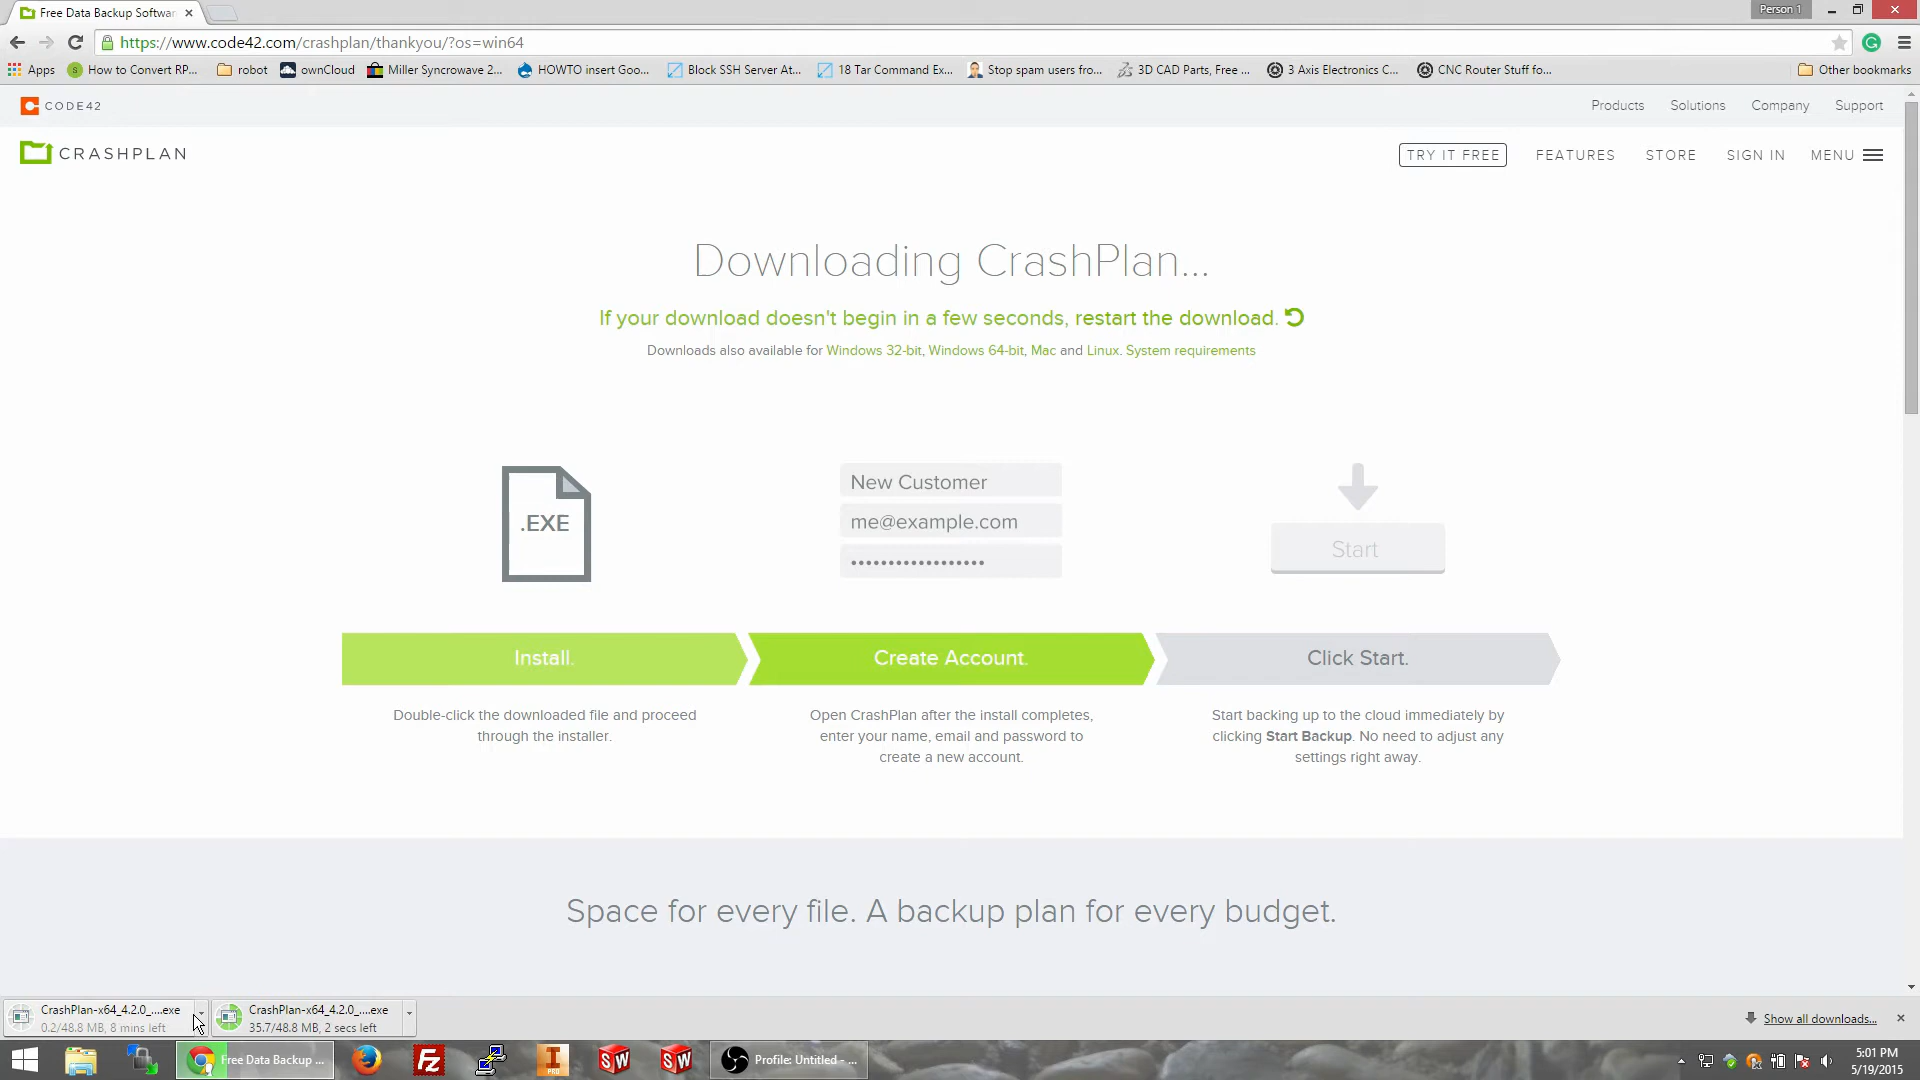 Free Data Backup Softwar
Person 1
https://www.code42.com/crashplan/thankyou/?os=win64
Apps How to Convert RP... robot ownCloud Miller Syncrowave 2... HOWTO insert Goo... Block SSH Server At... 18 Tar Command Ex... Stop spam users fro... 3D CAD Parts, Free ... 3 Axis Electronics C... CNC Router Stuff fo... Other bookmarks
CODE42 Products Solutions Company Support
CRASHPLAN TRY IT FREE FEATURES STORE SIGN IN MENU
Downloading CrashPlan...
If your download doesn't begin in a few seconds, restart the download.
Downloads also available for Windows 32-bit, Windows 64-bit, Mac and Linux. System requirements
.EXE
New Customer
me@example.com
••••••••••••••••••
Start
Install. Create Account. Click Start.
Double-click the downloaded file and proceed
through the installer.
Open CrashPlan after the install completes,
enter your name, email and password to
create a new account.
Start backing up to the cloud immediately by
clicking Start Backup. No need to adjust any
settings right away.
Space for every file. A backup plan for every budget.
CrashPlan-x64_4.2.0_....exe
0.2/48.8 MB, 8 mins left
CrashPlan-x64_4.2.0_....exe
35.7/48.8 MB, 2 secs left
Show all downloads...
Free Data Backup ...
Fz
PRO
SW
SW
Profile: Untitled - ...
5:01 PM
5/19/2015